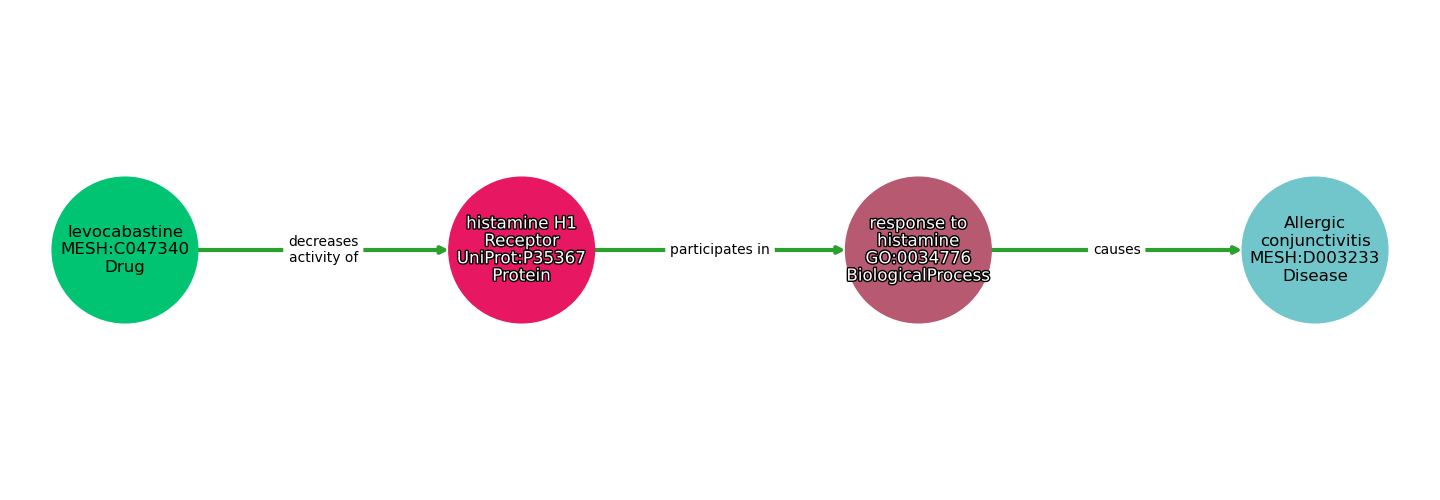 levocabastine
MESH:C047340
Drug
decreases
activity of
histamine H1
Receptor
UniProt:P35367
Protein
participates in
response to
histamine
GO:0034776
BiologicalProcess
causes
Allergic
conjunctivitis
MESH:D003233
Disease